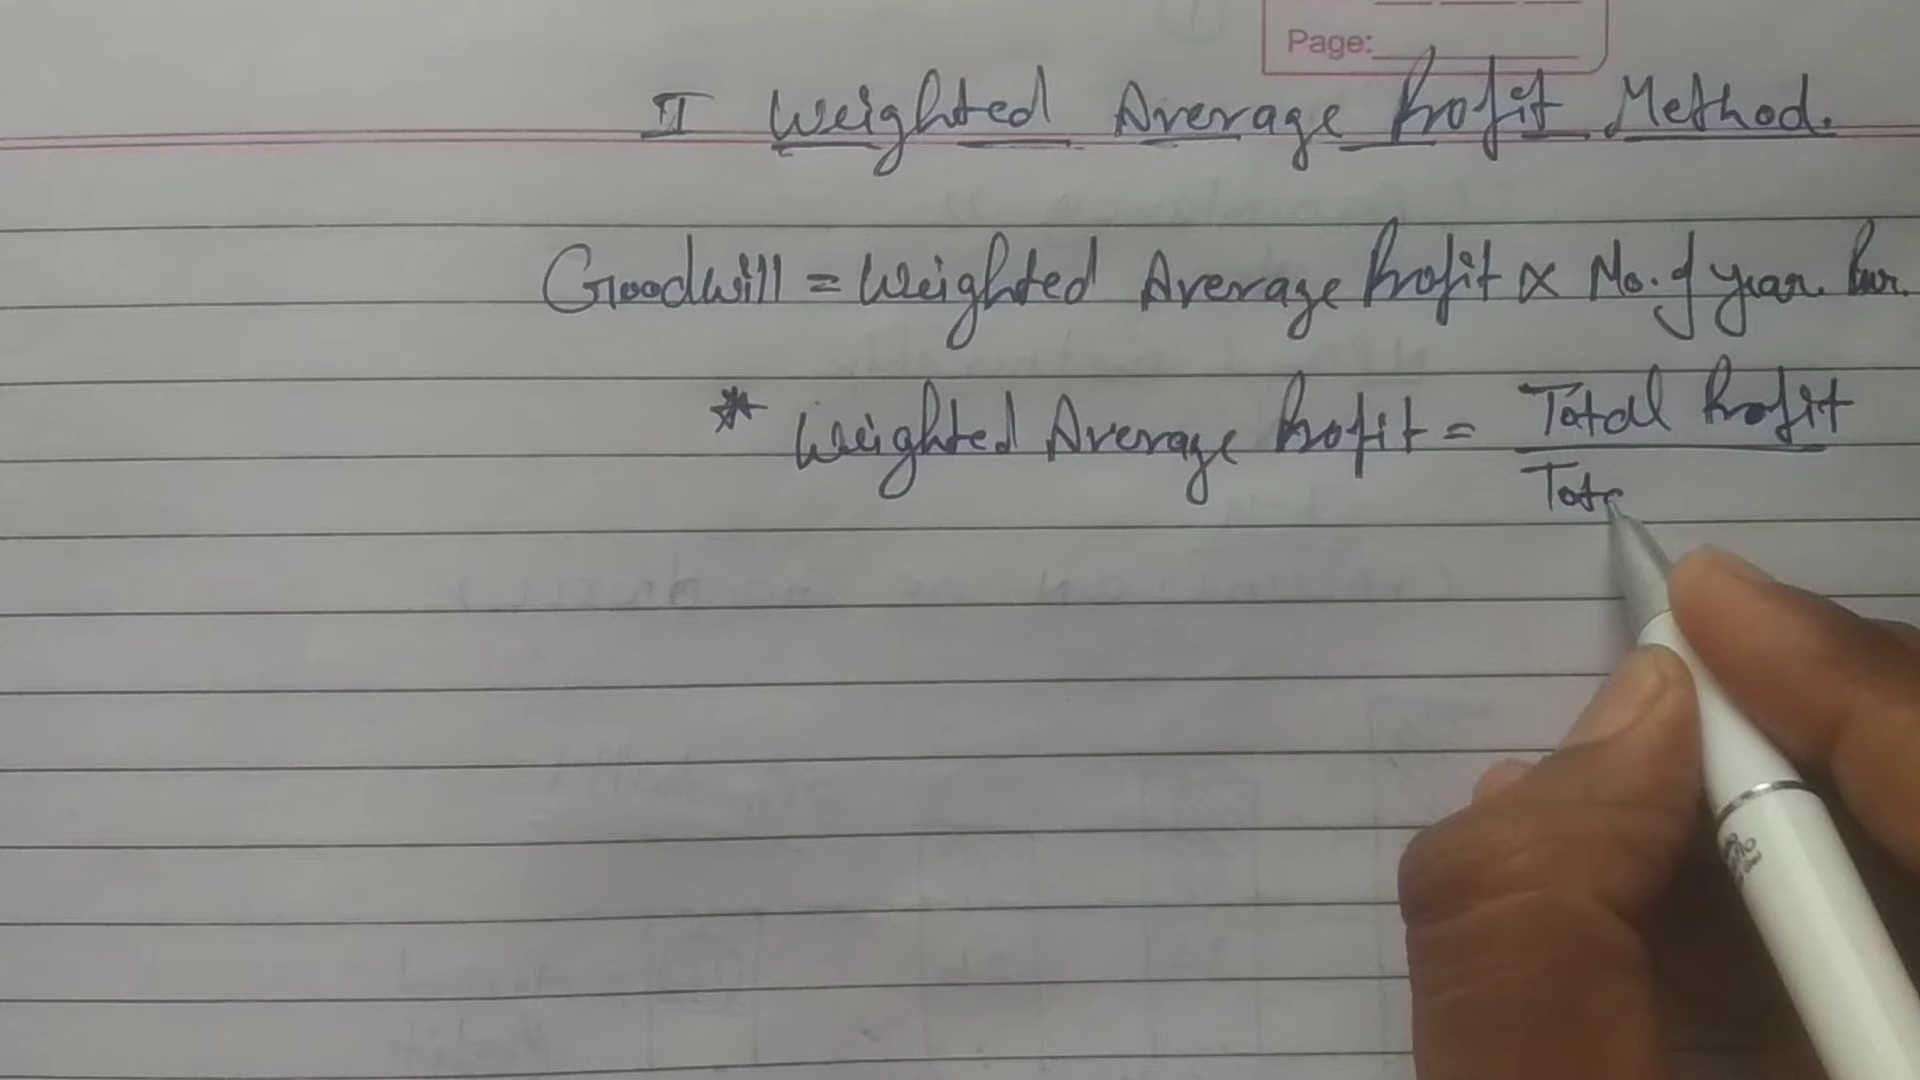 Page:
II Weighted Average Profit Method.
Goodwill = Weighted Average Profit × No. of year Pur.
* Weighted Average Profit = Total Profit
Tota